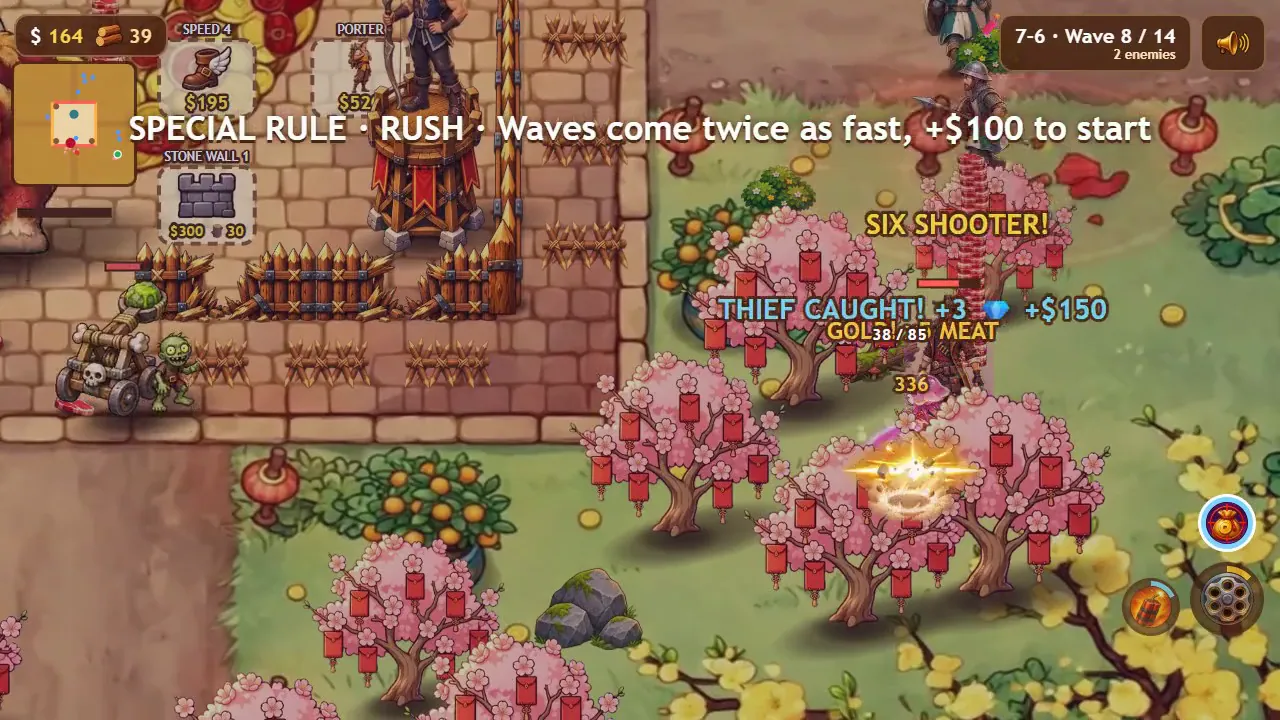 $ 164 39
SPEED 4
$195
PORTER
$52
7-6 · Wave 8 / 14
2 enemies
SPECIAL RULE · RUSH · Waves come twice as fast, +$100 to start
STONE WALL 1
$300 30
SIX SHOOTER!
THIEF CAUGHT! +3 +$150
38 / 85
336